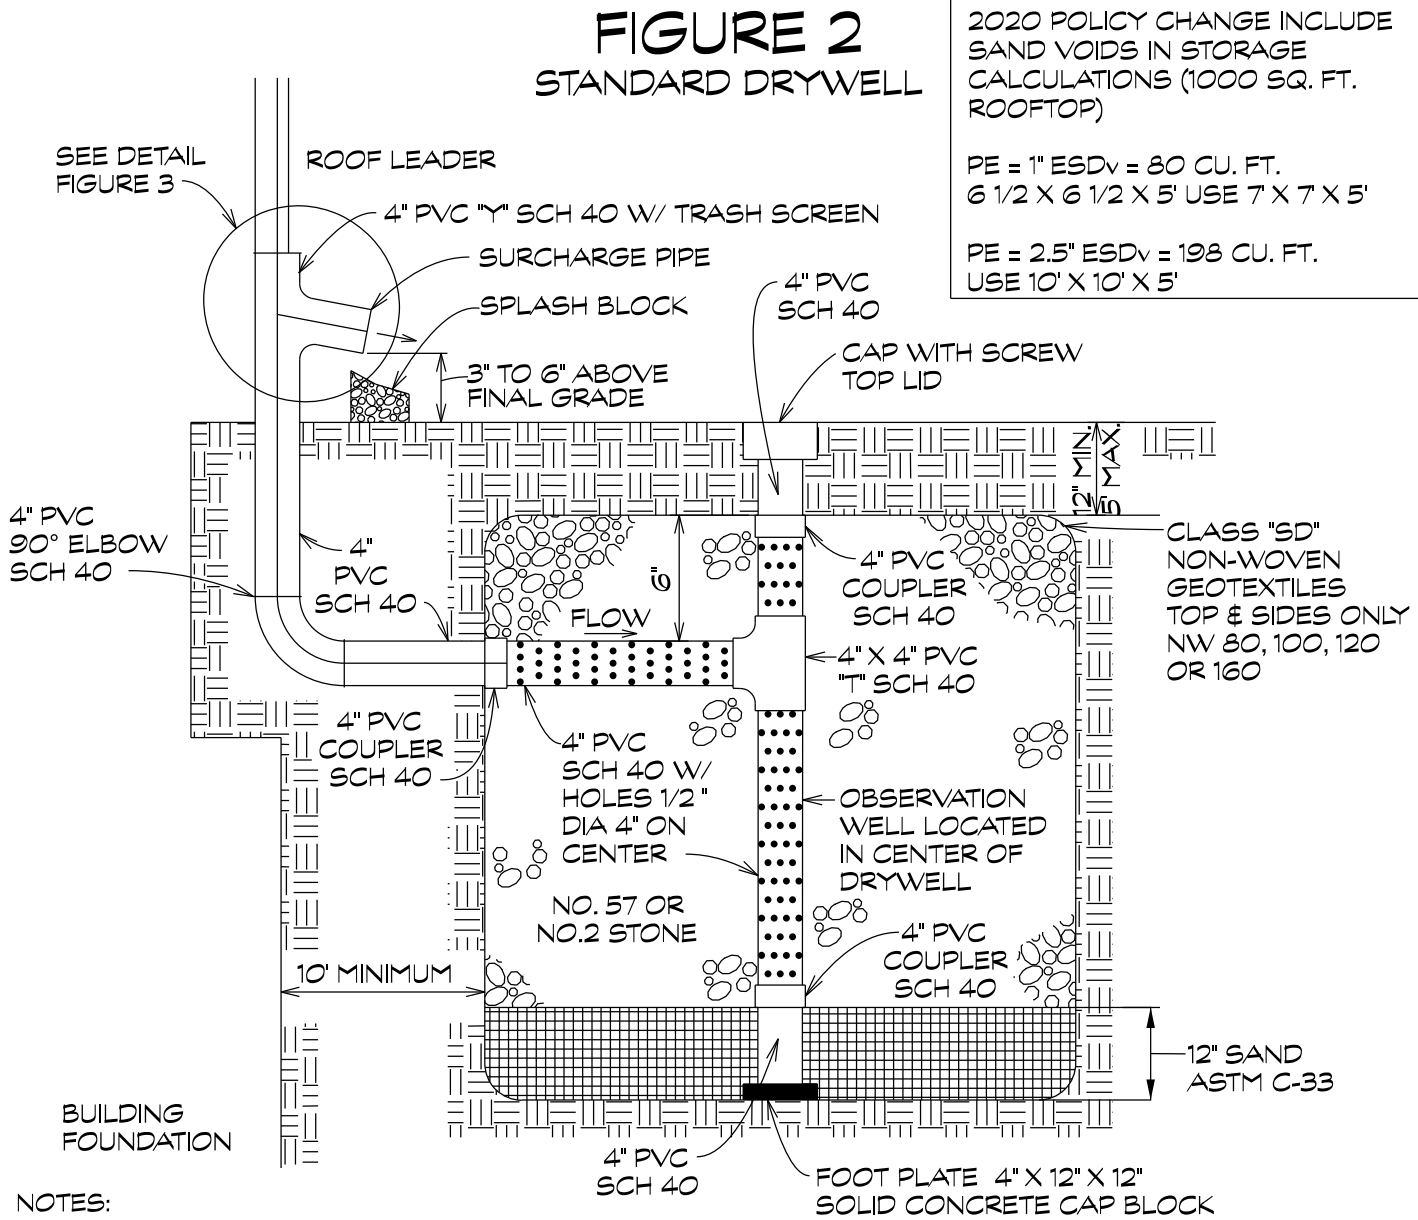 FIGURE 2
STANDARD DRYWELL
2020 POLICY CHANGE INCLUDE
SAND VOIDS IN STORAGE
CALCULATIONS (1000 SQ. FT.
ROOFTOP)
PE = 1" ESDv = 80 CU. FT.
6 1/2 X 6 1/2 X 5' USE 7' X 7' X 5'
PE = 2.5" ESDv = 198 CU. FT.
USE 10' X 10' X 5'
SEE DETAIL
FIGURE 3
ROOF LEADER
4" PVC "Y" SCH 40 W/ TRASH SCREEN
SURCHARGE PIPE
SPLASH BLOCK
3" TO 6" ABOVE
FINAL GRADE
4" PVC
SCH 40
CAP WITH SCREW
TOP LID
12" MIN.
5' MAX.
4" PVC
90° ELBOW
SCH 40
4"
PVC
SCH 40
6"
FLOW
4" PVC
COUPLER
SCH 40
CLASS "SD"
NON-WOVEN
GEOTEXTILES
TOP & SIDES ONLY
NW 80, 100, 120
OR 160
4" X 4" PVC
"T" SCH 40
4" PVC
COUPLER
SCH 40
4" PVC
SCH 40 W/
HOLES 1/2 "
DIA 4" ON
CENTER
OBSERVATION
WELL LOCATED
IN CENTER OF
DRYWELL
NO. 57 OR
NO.2 STONE
4" PVC
COUPLER
SCH 40
10' MINIMUM
12" SAND
ASTM C-33
BUILDING
FOUNDATION
4" PVC
SCH 40
FOOT PLATE 4" X 12" X 12"
SOLID CONCRETE CAP BLOCK
NOTES: